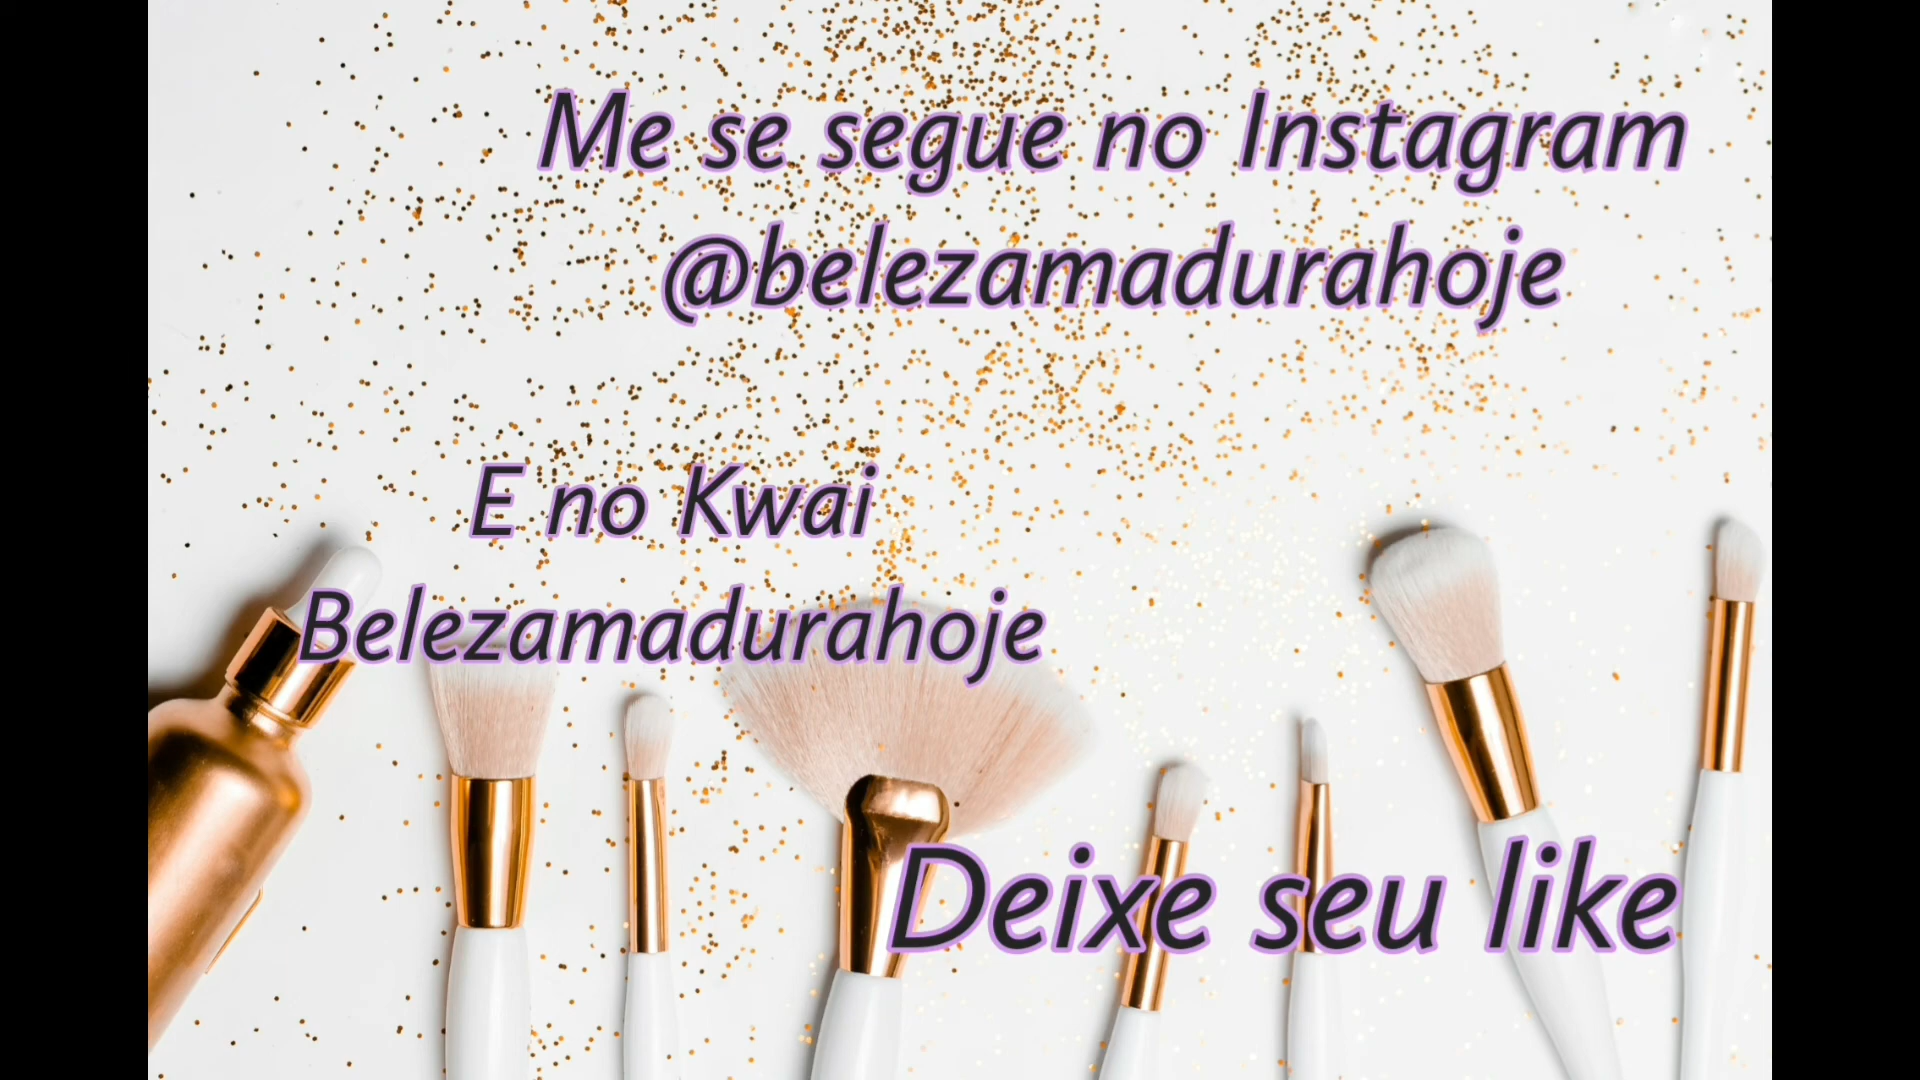 Me se segue no Instagram
@belezamadurahoje
E no Kwai
Belezamadurahoje
Deixe seu like